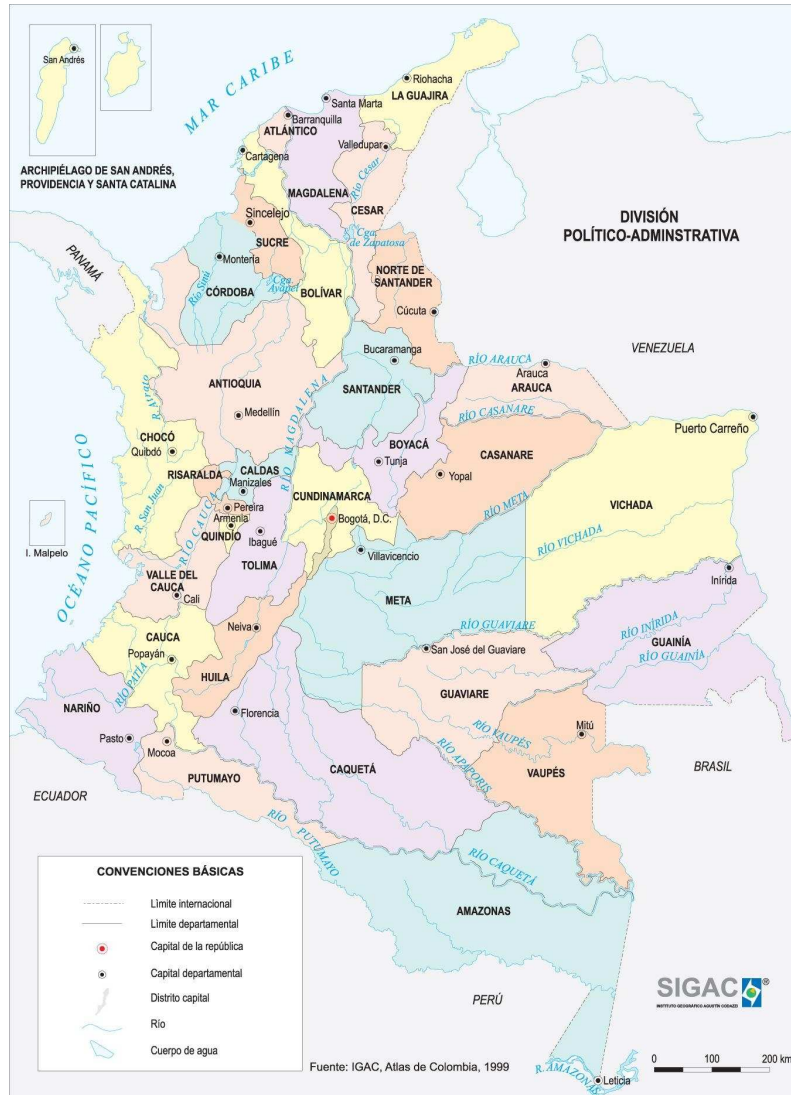 San Andrés
ARCHIPIÉLAGO DE SAN ANDRÉS,
PROVIDENCIA Y SANTA CATALINA
MAR CARIBE
DIVISIÓN
POLÍTICO-ADMINSTRATIVA
Riohacha
LA GUAJIRA
Santa Marta
Barranquilla
ATLÁNTICO
Valledupar
Cartagena
Río Cesar
MAGDALENA
CESAR
Sincelejo
SUCRE
Cga.
de Zapatosa
PANAMÁ
Montería
Río Sinú
CÓRDOBA
Cga
Ayapel
BOLÍVAR
NORTE DE
SANTANDER
Cúcuta
VENEZUELA
Bucaramanga
SANTANDER
RÍO ARAUCA
Arauca
ARAUCA
ANTIOQUIA
R. Atrato
Medellín
RÍO MAGDALENA
RÍO CASANARE
Puerto Carreño
CHOCÓ
Quibdó
BOYACÁ
Tunja
CASANARE
Yopal
RISARALDA
CALDAS
Manizales
CUNDINAMARCA
Bogotá, D.C.
RÍO META
VICHADA
RÍO VICHADA
OCÉANO PACÍFICO
R. San Juan
RÍO CAUCA
Pereira
Armenia
QUINDÍO
Ibagué
TOLIMA
I. Malpelo
Villavicencio
VALLE DEL
CAUCA
Cali
META
Inírida
RÍO GUAVIARE
RÍO INÍRIDA
GUAINÍA
RÍO GUAINÍA
CAUCA
Popayán
Neiva
HUILA
San José del Guaviare
GUAVIARE
RÍO PATÍA
NARIÑO
Pasto
Mocoa
Florencia
RÍO VAUPÉS
Mitú
VAUPÉS
RÍO APAPORIS
BRASIL
ECUADOR
PUTUMAYO
CAQUETÁ
RÍO PUTUMAYO
RÍO CAQUETÁ
AMAZONAS
CONVENCIONES BÁSICAS
Lìmite internacional
Lìmite departamental
Capital de la república
Capital departamental
Distrito capital
Río
Cuerpo de agua
PERÚ
SIGAC®
INSTITUTO GEOGRÁFICO AGUSTÍN CODAZZI
Fuente: IGAC, Atlas de Colombia, 1999
R. AMAZONAS
Leticia
0 100 200 km